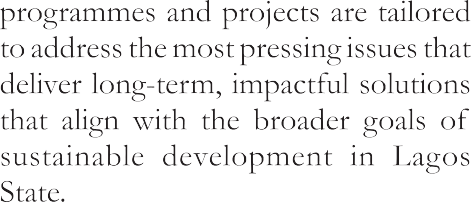 programmes and projects are tailored
to address the most pressing issues that
deliver long-term, impactful solutions
that align with the broader goals of
sustainable development in Lagos
State.